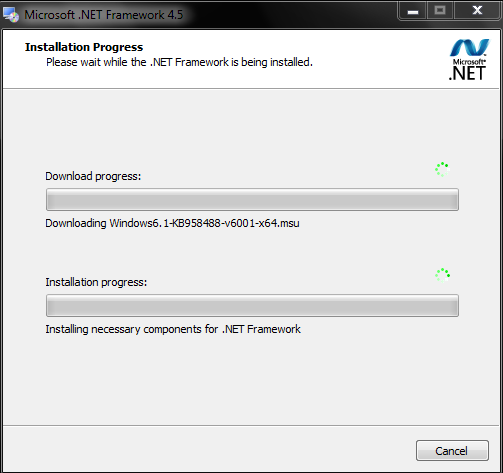 Microsoft .NET Framework 4.5
Installation Progress
Please wait while the .NET Framework is being installed.
Microsoft®
.NET
Download progress:
Downloading Windows6.1-KB958488-v6001-x64.msu
Installation progress:
Installing necessary components for .NET Framework
Cancel